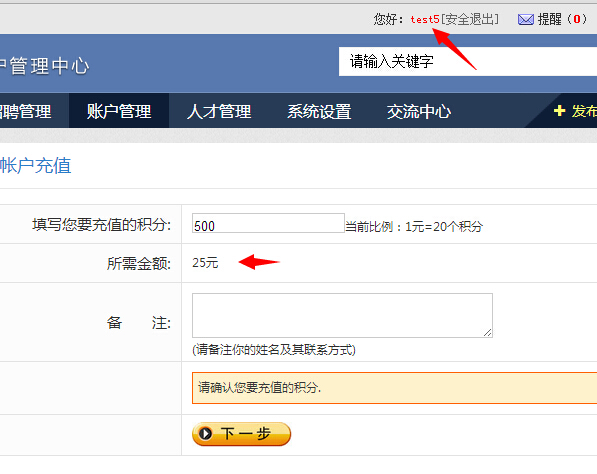 您好：test5[安全退出] 提醒（0）
户管理中心
请输入关键字
聘管理 账户管理 人才管理 系统设置 交流中心 + 发布
帐户充值
填写您要充值的积分: 500 当前比例：1元=20个积分
所需金额: 25元
备 注:
(请备注你的姓名及其联系方式)
请确认您要充值的积分.
下一步